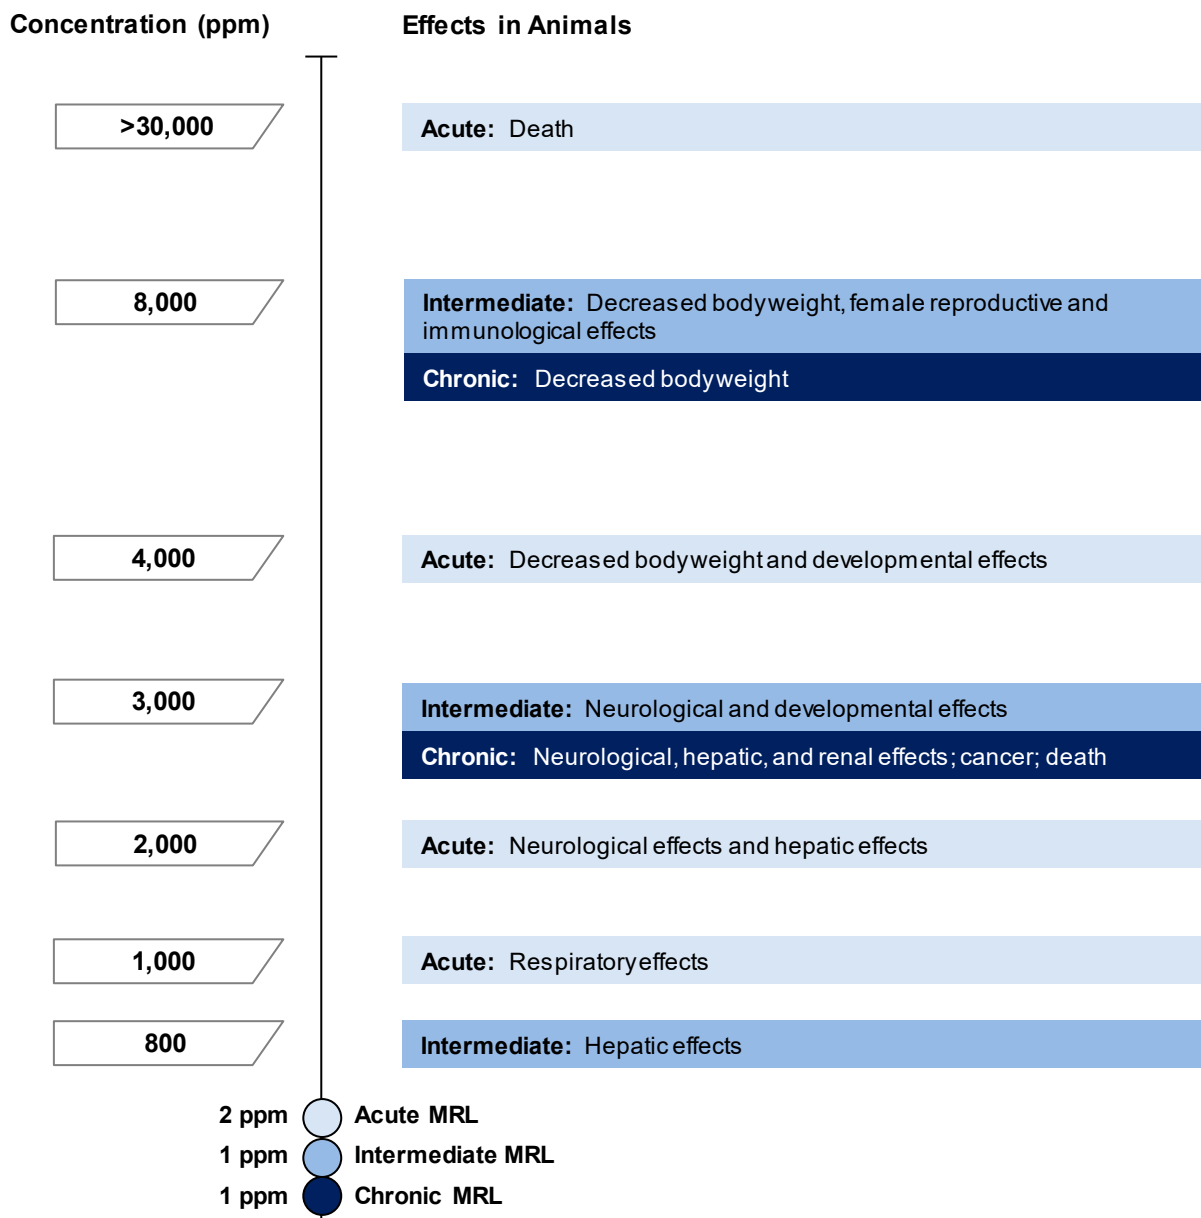 Concentration (ppm) Effects in Animals
>30,000 Acute: Death
8,000 Intermediate: Decreased bodyweight, female reproductive and
immunological effects
Chronic: Decreased bodyweight
4,000 Acute: Decreased bodyweight and developmental effects
3,000 Intermediate: Neurological and developmental effects
Chronic: Neurological, hepatic, and renal effects; cancer; death
2,000 Acute: Neurological effects and hepatic effects
1,000 Acute: Respiratory effects
800 Intermediate: Hepatic effects
2 ppm Acute MRL
1 ppm Intermediate MRL
1 ppm Chronic MRL